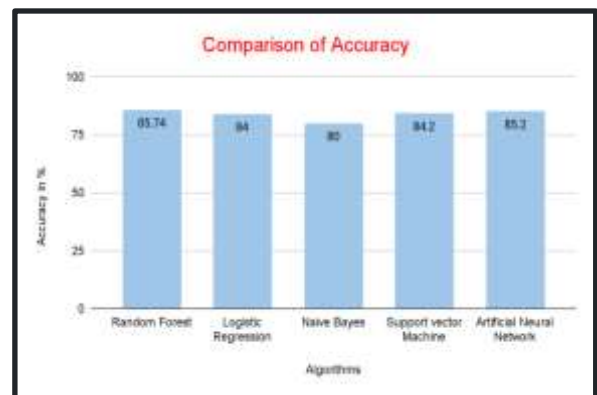 Comparison of Accuracy
100
75
50
25
0
Accuracy in %
85.74
84
80
84.2
85.2
Random Forest
Logistic
Regression
Naive Bayes
Support vector
Machine
Artificial Neural
Network
Algorithms